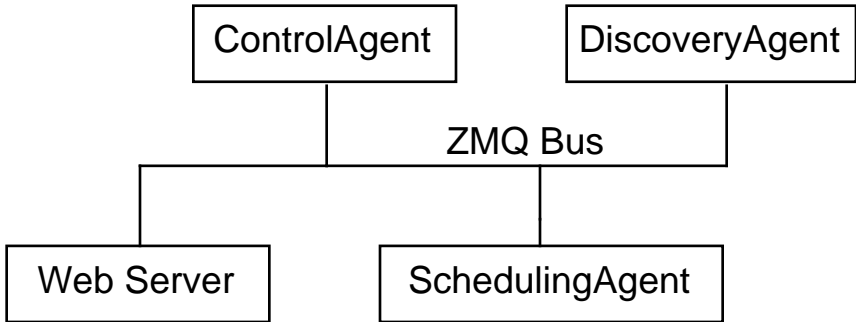 ControlAgent
DiscoveryAgent
ZMQ Bus
Web Server
SchedulingAgent